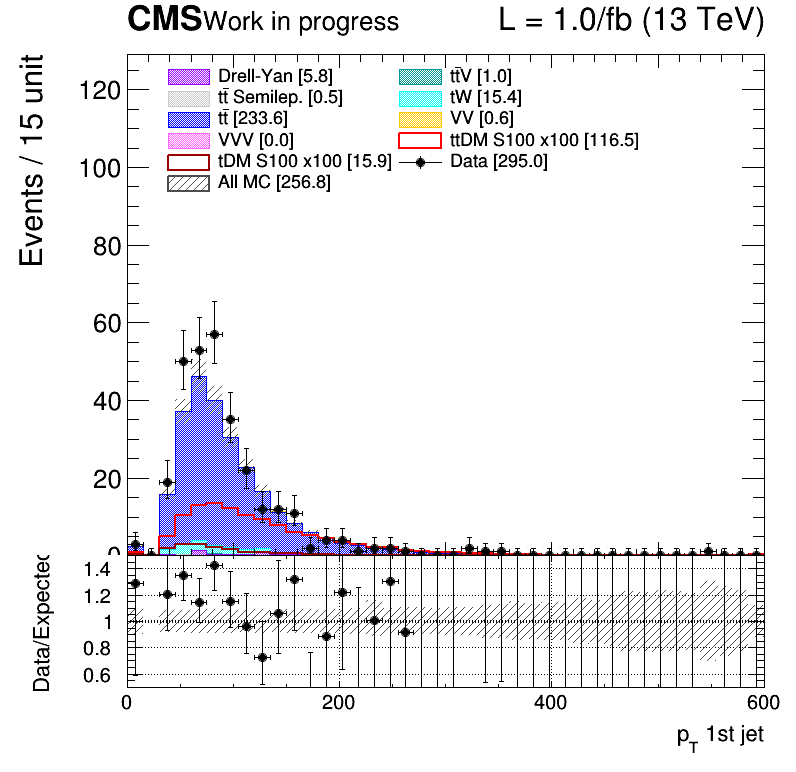 CMS Work in progress L = 1.0/fb (13 TeV)
Events / 15 unit
120
100
80
60
40
20
0
Drell-Yan [5.8]
tt̄ Semilep. [0.5]
tt̄ [233.6]
VVV [0.0]
tDM S100 x100 [15.9]
All MC [256.8]
tt̄V [1.0]
tW [15.4]
VV [0.6]
ttDM S100 x100 [116.5]
Data [295.0]
Data/Expected
1.4
1.2
1
0.8
0.6
0 200 400 600
p_T 1st jet